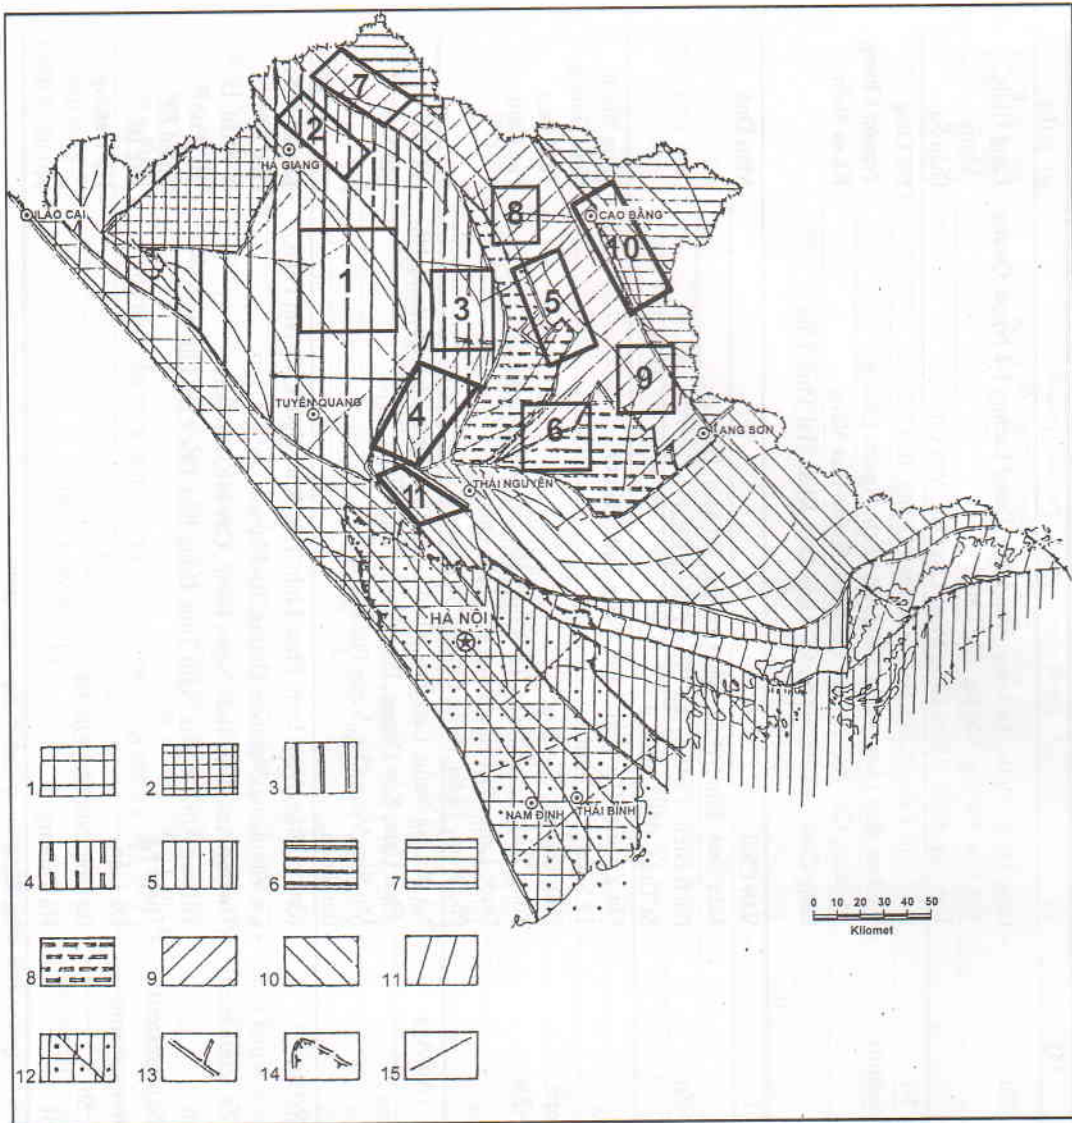 7
2
HÀ GIANG
8
LÀO CAI
CAO BẰNG
10
1
3
5
9
TUYÊN QUANG
4
6
LẠNG SƠN
11
THÁI NGUYÊN
HÀ NỘI
1
2
3
NAM ĐỊNH
THÁI BÌNH
4
5
6
7
0 10 20 30 40 50
Kilomet
8
9
10
11
12
13
14
15